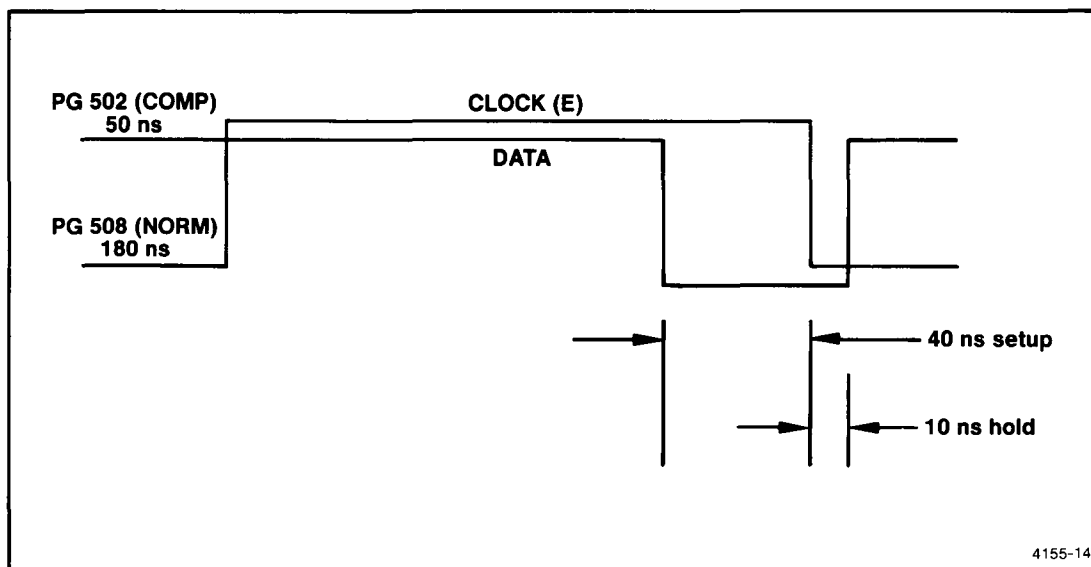 PG 502 (COMP)
50 ns
CLOCK (E)
DATA
PG 508 (NORM)
180 ns
40 ns setup
10 ns hold
4155-14